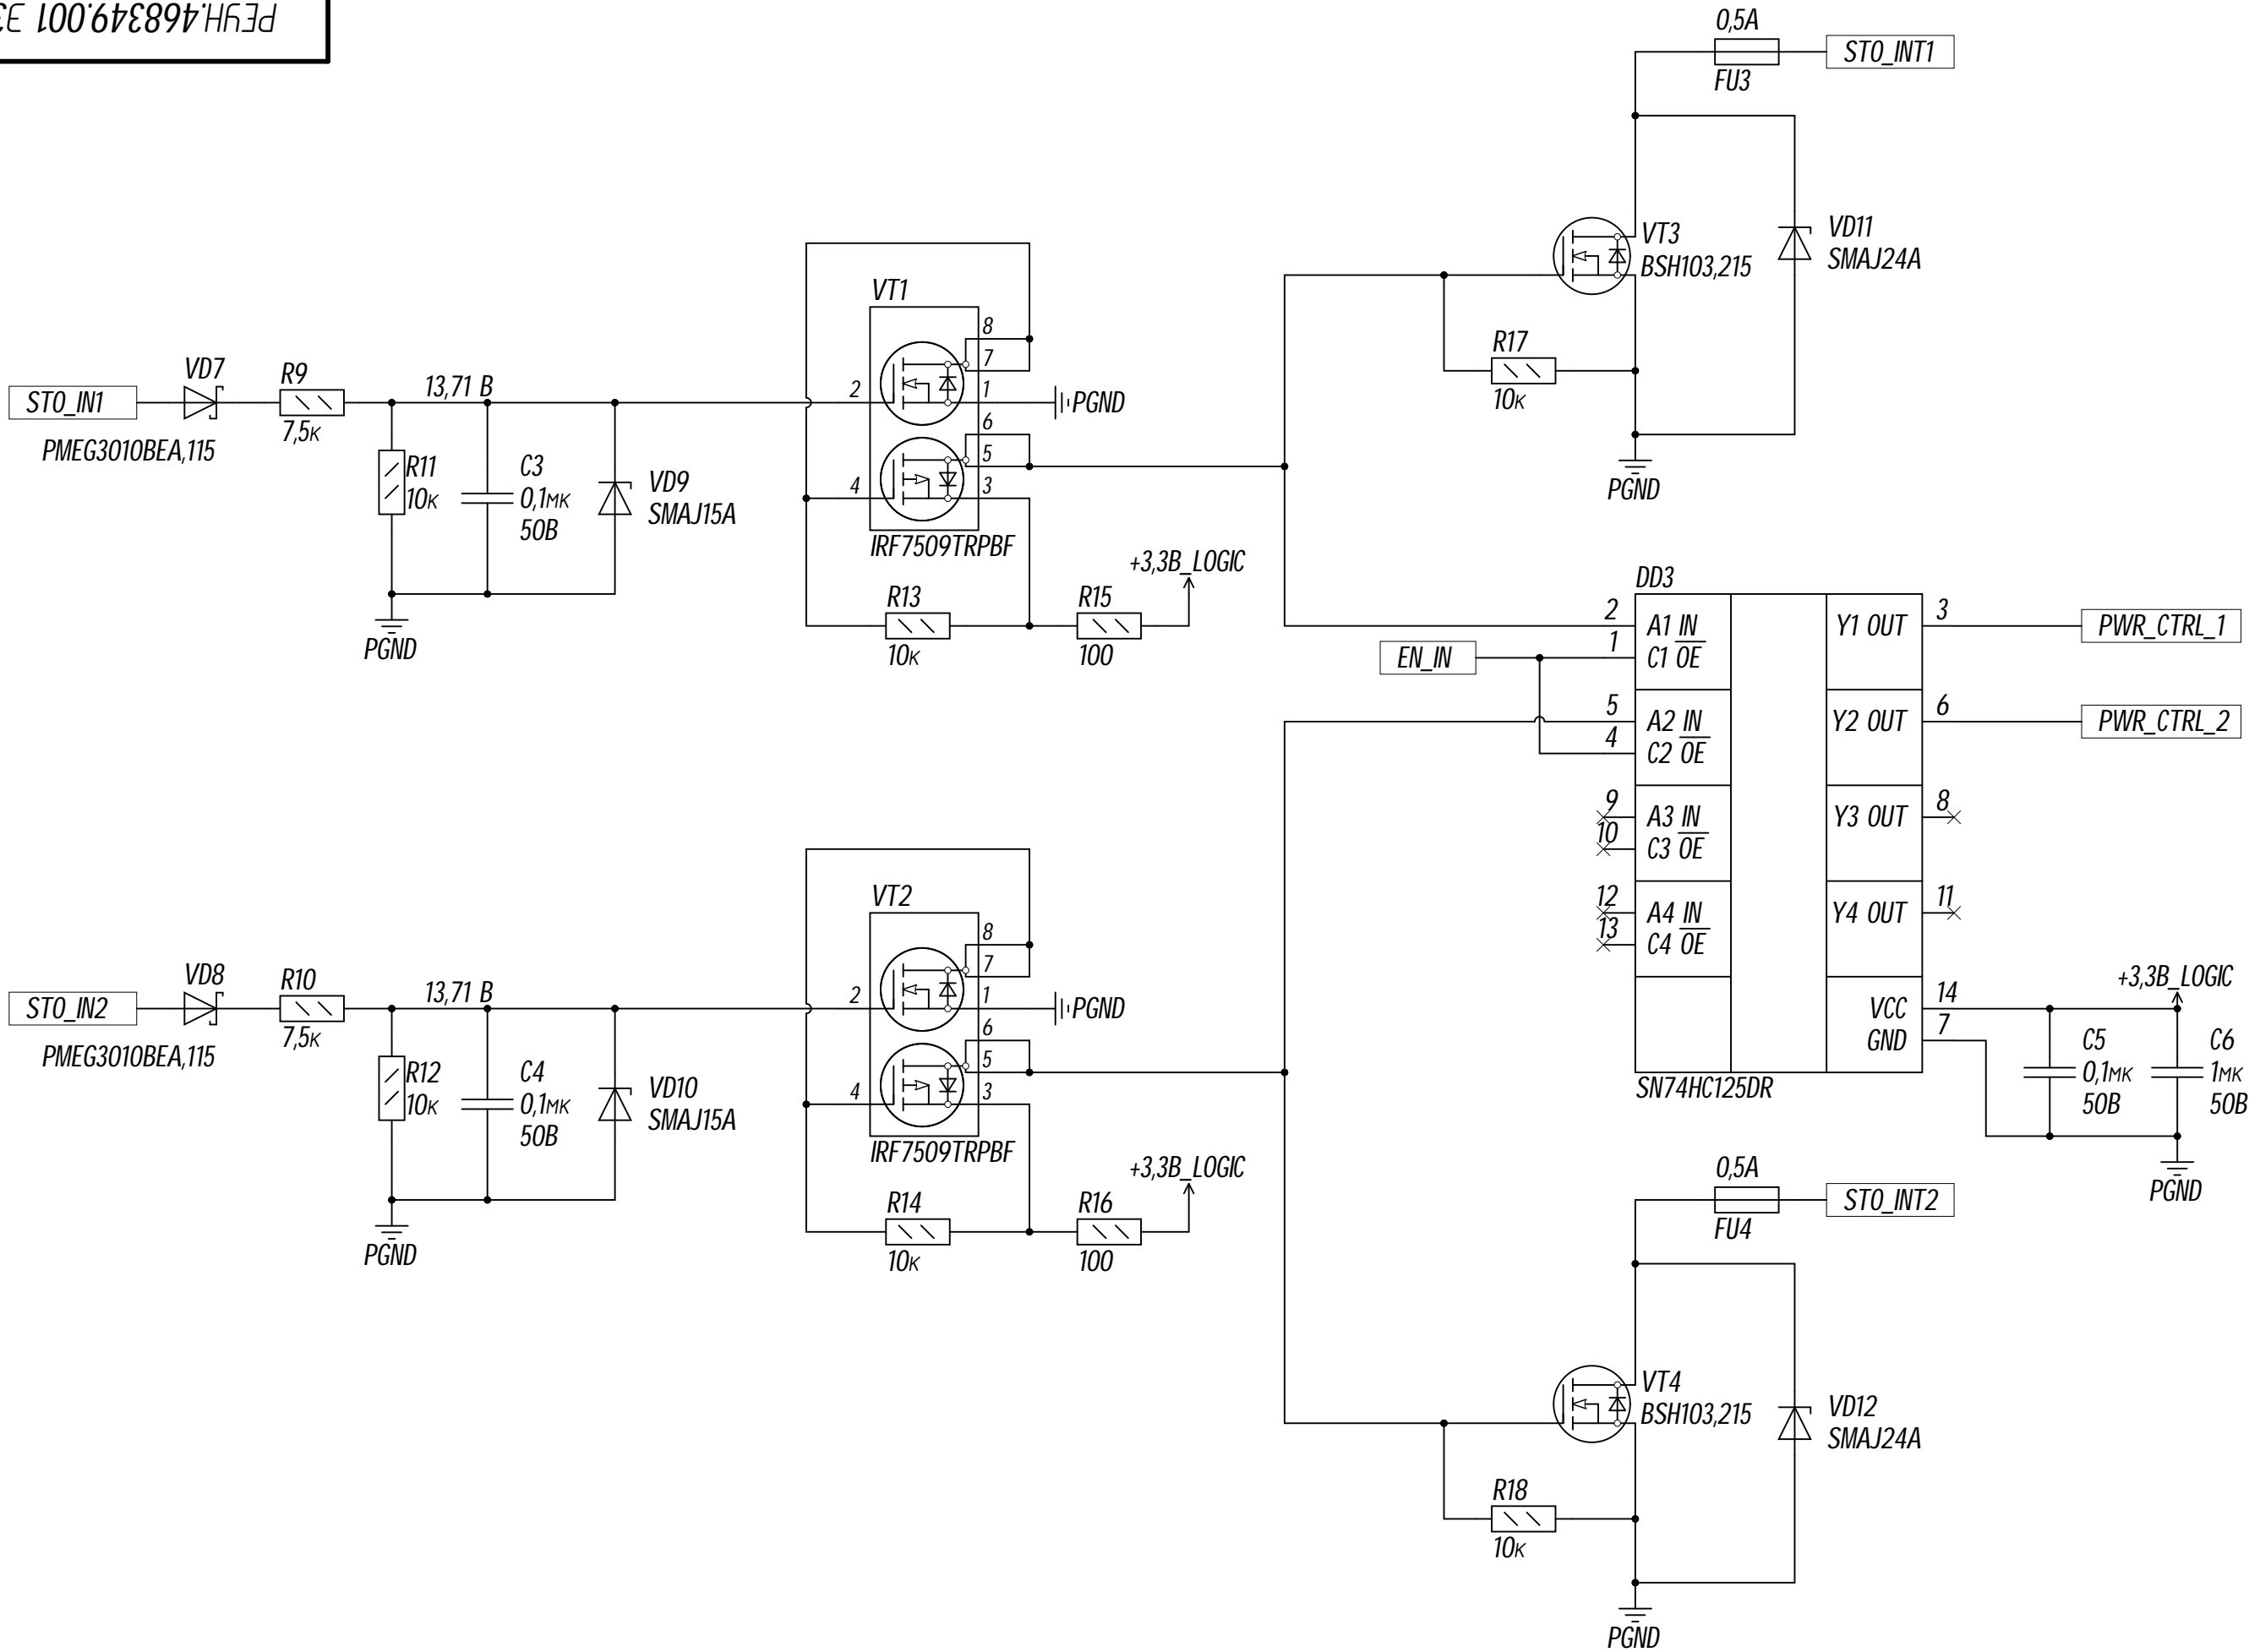 РЕУН.468349.001 Э3
0,5А
STO_INT1
FU3
VT3
BSH103,215
VD11
SMAJ24A
R17
10к
PGND
VT1
8
7
2
1
PGND
6
5
4
3
IRF7509TRPBF
STO_IN1
VD7
PMEG3010BEA,115
R9
7,5к
13,71 В
R11
10к
C3
0,1мк
50В
VD9
SMAJ15A
PGND
R13
10к
R15
100
+3,3В_LOGIC
DD3
2
A1 IN
Y1 OUT
3
PWR_CTRL_1
EN_IN
1
C1 OE
5
A2 IN
Y2 OUT
6
PWR_CTRL_2
4
C2 OE
9
A3 IN
Y3 OUT
8
10
C3 OE
12
A4 IN
Y4 OUT
11
13
C4 OE
VCC
14
+3,3В_LOGIC
GND
7
SN74HC125DR
C5
0,1мк
50В
C6
1мк
50В
PGND
VT2
8
7
2
1
PGND
6
5
4
3
IRF7509TRPBF
STO_IN2
VD8
PMEG3010BEA,115
R10
7,5к
13,71 В
R12
10к
C4
0,1мк
50В
VD10
SMAJ15A
PGND
R14
10к
R16
100
+3,3В_LOGIC
0,5А
STO_INT2
FU4
VT4
BSH103,215
VD12
SMAJ24A
R18
10к
PGND